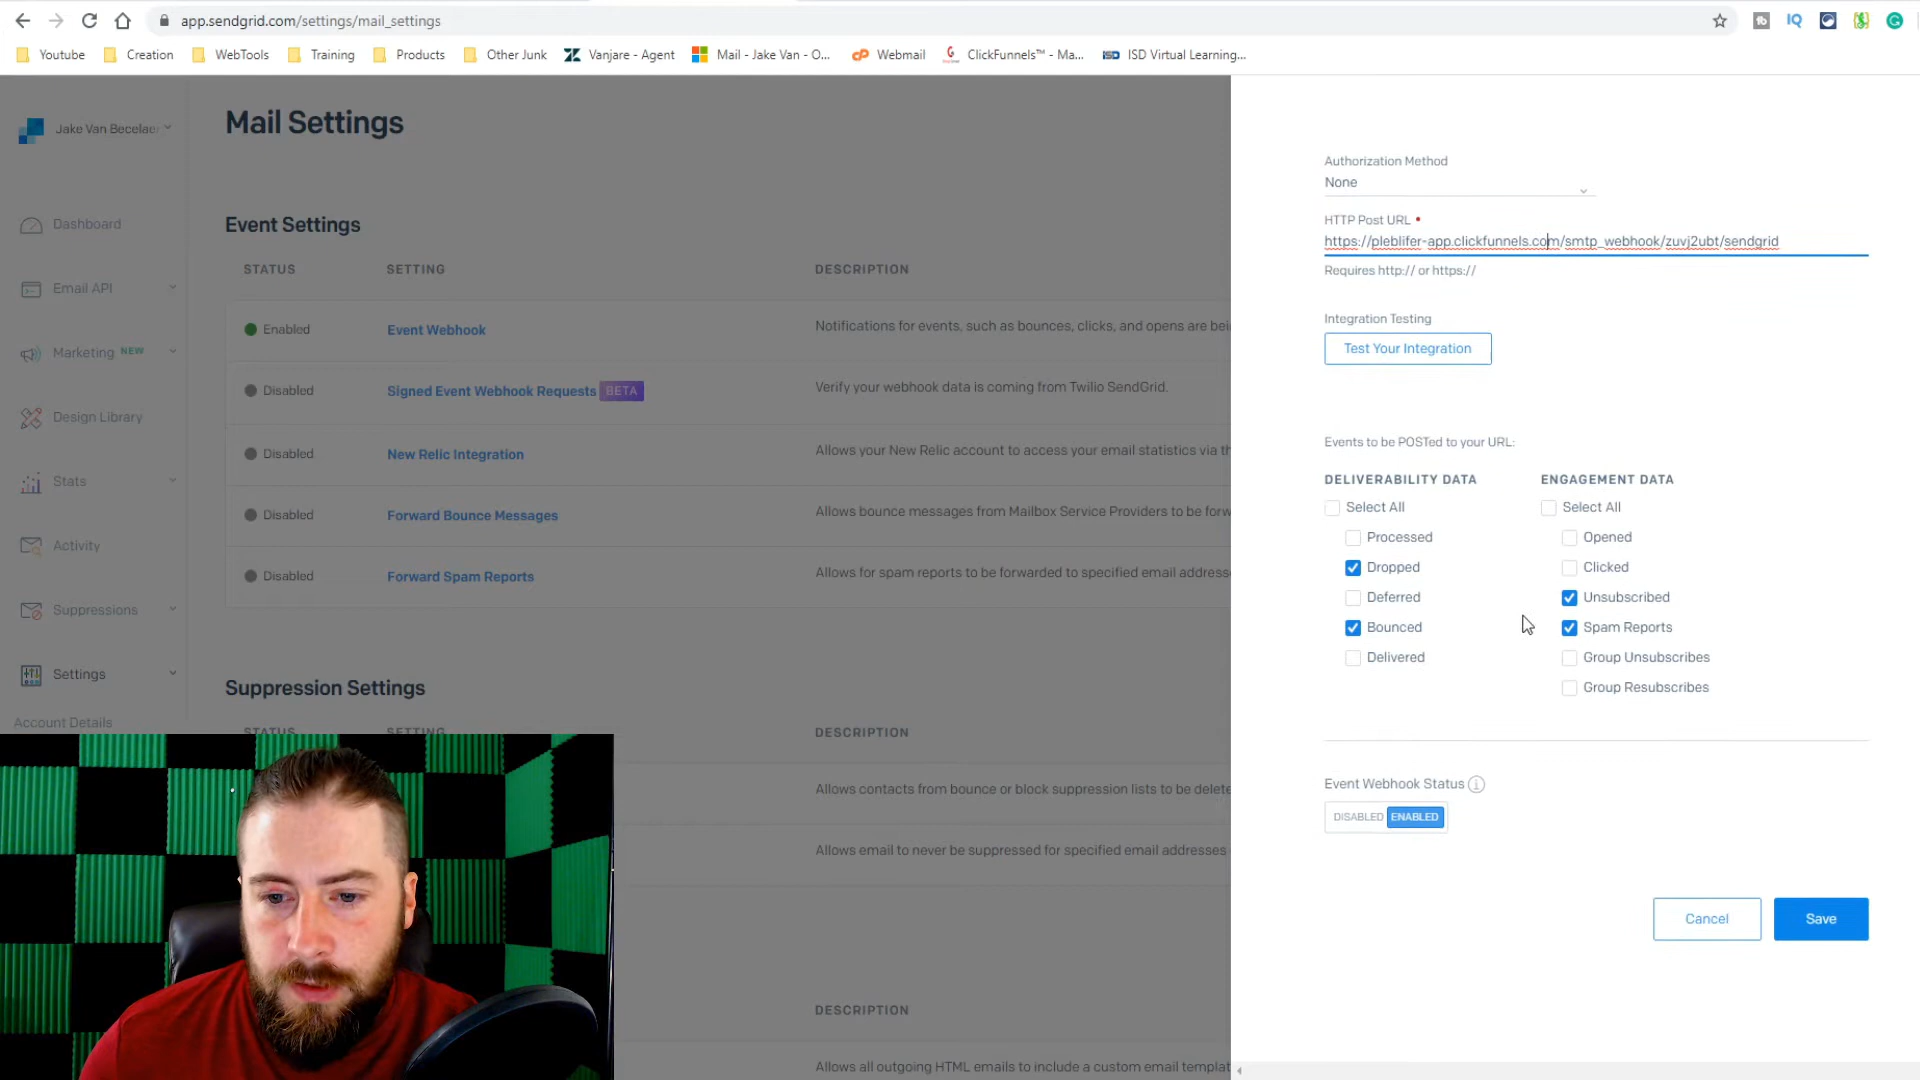 app.sendgrid.com/settings/mail_settings
Youtube Creation WebTools Training Products Other Junk Vanjare - Agent Mail - Jake Van - O... Webmail ClickFunnels™ - Ma... ISD Virtual Learning...
Jake Van Becelaer
Dashboard
Email API
Marketing NEW
Design Library
Stats
Activity
Suppressions
Settings
Account Details
Mail Settings
Event Settings
STATUS SETTING DESCRIPTION
Enabled Event Webhook Notifications for events, such as bounces, clicks, and opens are bei
Disabled Signed Event Webhook Requests BETA Verify your webhook data is coming from Twilio SendGrid.
Disabled New Relic Integration Allows your New Relic account to access your email statistics via th
Disabled Forward Bounce Messages Allows bounce messages from Mailbox Service Providers to be forw
Disabled Forward Spam Reports Allows for spam reports to be forwarded to specified email addresse
Suppression Settings
STATUS SETTING DESCRIPTION
Allows contacts from bounce or block suppression lists to be delete
Allows email to never be suppressed for specified email addresses
DESCRIPTION
Allows all outgoing HTML emails to include a custom email templat
Authorization Method
None
HTTP Post URL •
https://pleblifer-app.clickfunnels.com/smtp_webhook/zuvj2ubt/sendgrid
Requires http:// or https://
Integration Testing
Test Your Integration
Events to be POSTed to your URL:
DELIVERABILITY DATA
Select All
Processed
Dropped
Deferred
Bounced
Delivered
ENGAGEMENT DATA
Select All
Opened
Clicked
Unsubscribed
Spam Reports
Group Unsubscribes
Group Resubscribes
Event Webhook Status
DISABLED ENABLED
Cancel Save